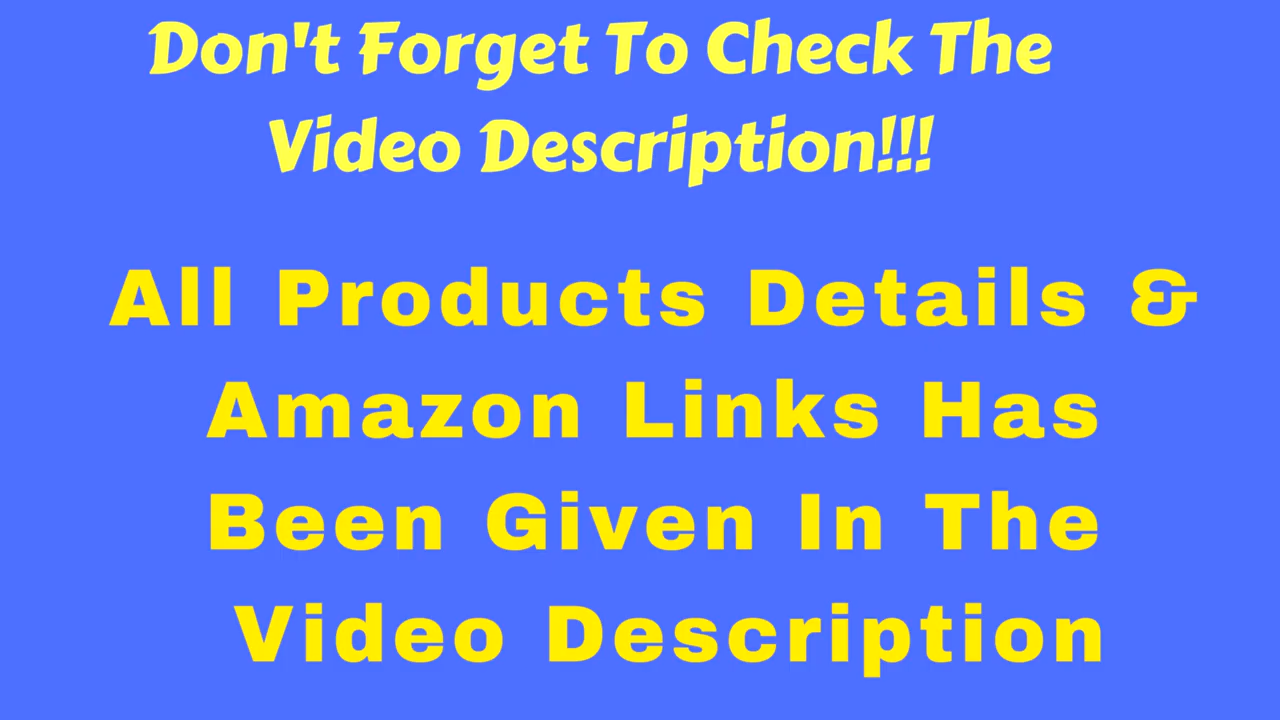 Don't Forget To Check The
Video Description!!!
All Products Details &
Amazon Links Has
Been Given In The
Video Description